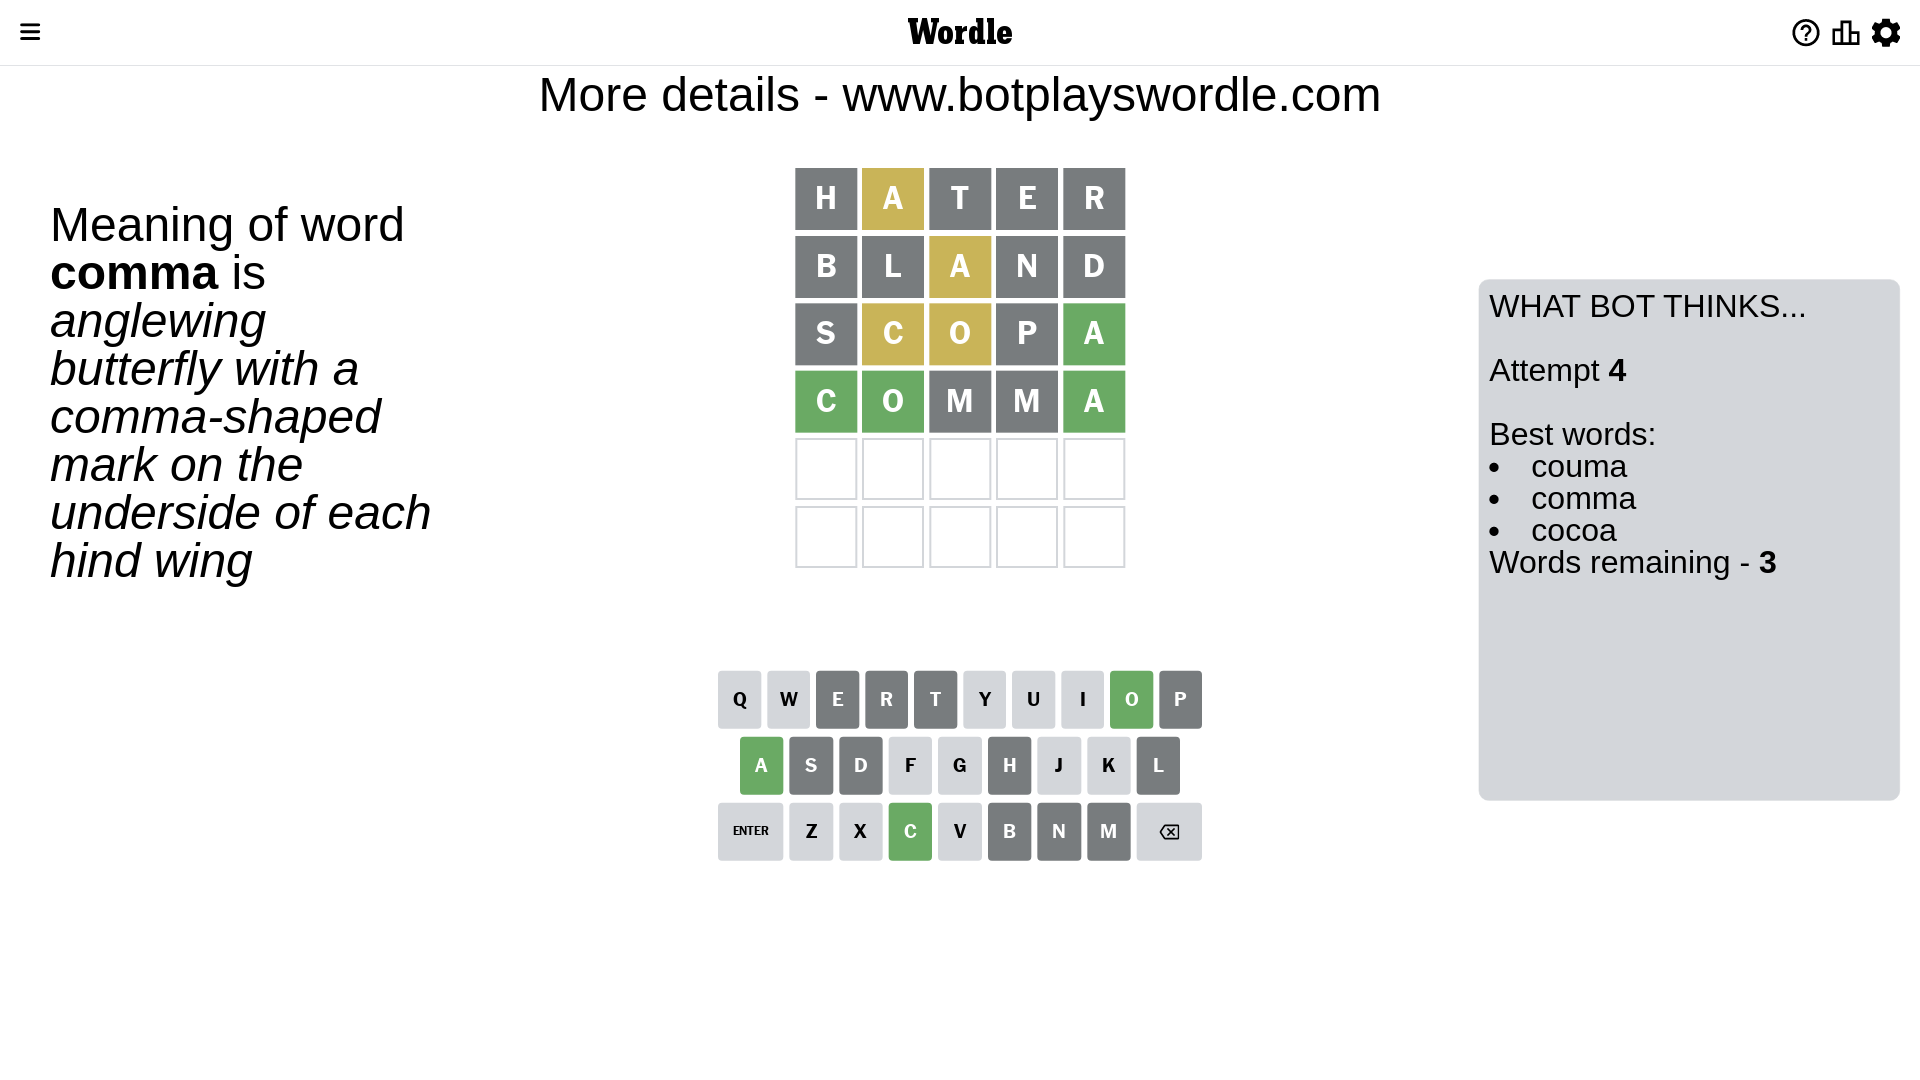 Wordle
More details - www.botplayswordle.com
Meaning of word
comma is
anglewing
butterfly with a
comma-shaped
mark on the
underside of each
hind wing
H A T E R
B L A N D
S C O P A
C O M M A
WHAT BOT THINKS...
Attempt 4
Best words:
• couma
• comma
• cocoa
Words remaining - 3
Q W E R T Y U I O P
A S D F G H J K L
ENTER Z X C V B N M